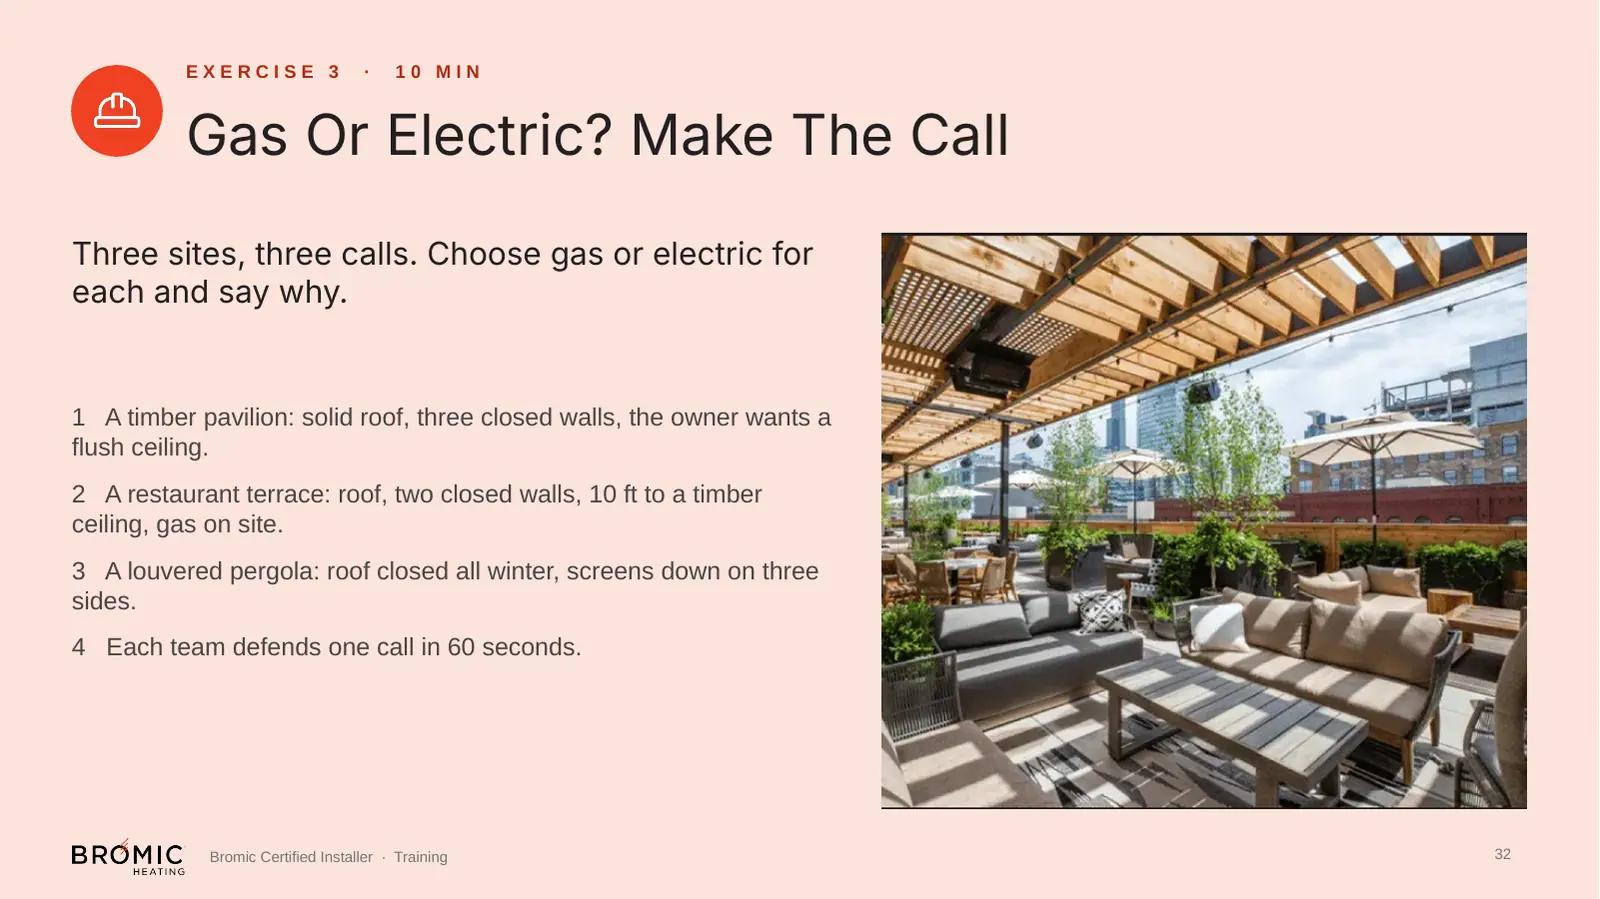 EXERCISE 3 · 10 MIN
Gas Or Electric? Make The Call
Three sites, three calls. Choose gas or electric for
each and say why.
1 A timber pavilion: solid roof, three closed walls, the owner wants a
flush ceiling.
2 A restaurant terrace: roof, two closed walls, 10 ft to a timber
ceiling, gas on site.
3 A louvered pergola: roof closed all winter, screens down on three
sides.
4 Each team defends one call in 60 seconds.
BROMIC
HEATING
Bromic Certified Installer · Training
32